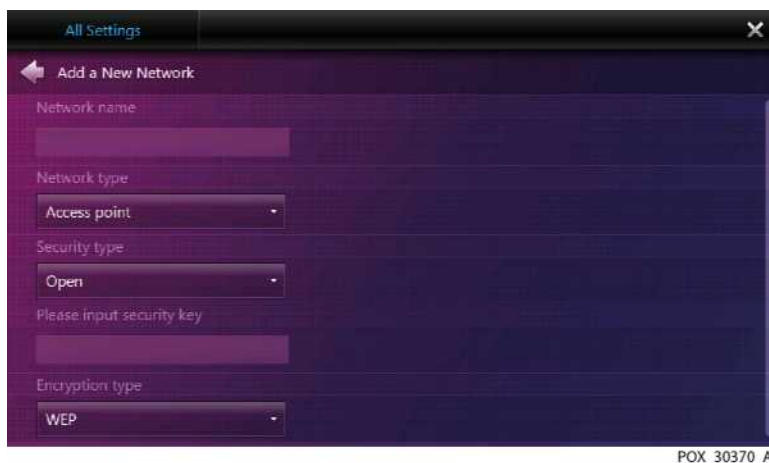 All Settings
Add a New Network
Network name
Network type
Access point
Security type
Open
Please input security key
Encryption type
WEP
POX 30370 A